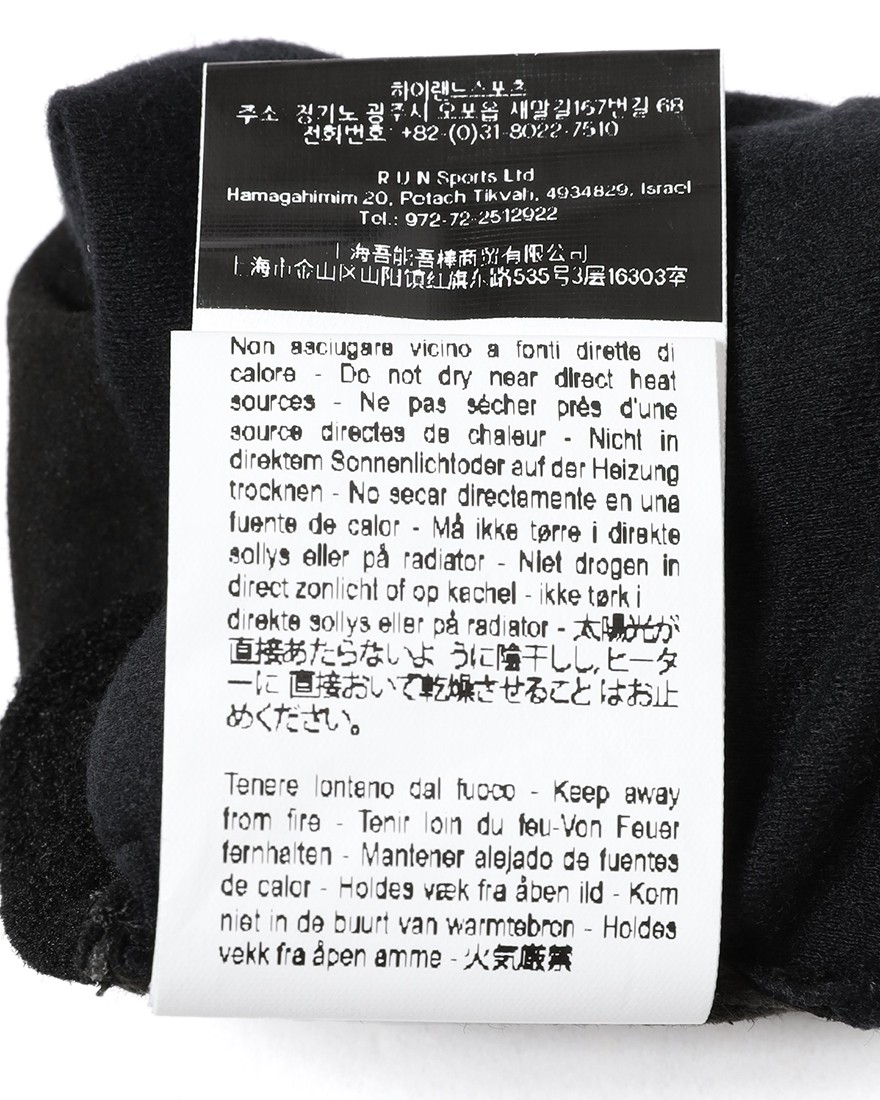 하이랜느스포츠
주소 정기노 광주시 오보읍 새말길167번길 68
전화번호 +82-(0)31-8022-7510
R U N Sports Ltd
Hamagahimim 20, Petach Tikvah, 4934829, Israel
Tel.: 972-72-2512922
上海吾能吾棒商贸有限公司
上海市金山区山阳镇红旗东路535号3层16303室
Non asciugare vicino a fonti dirette di
calore - Do not dry near direct heat
sources - Ne pas sécher près d'une
source directes de chaleur - Nicht in
direktem Sonnenlichtoder auf der Heizung
trocknen - No secar directamente en una
fuente de calor - Må ikke tørre i direkte
sollys eller på radiator - Niet drogen in
direct zonlicht of op kachel - ikke tørk i
direkte sollys eller på radiator - 太陽光が
直接あたらないよ うに陰干しし, ヒータ
ーに 直接おいて乾燥させること はお止
めください。
Tenere lontano dal fuoco - Keep away
from fire - Tenir loin du feu-Von Feuer
fernhalten - Mantener alejado de fuentes
de calor - Holdes væk fra åben ild - Kom
niet in de buurt van warmtebron - Holdes
vekk fra åpen amme - 火気厳禁